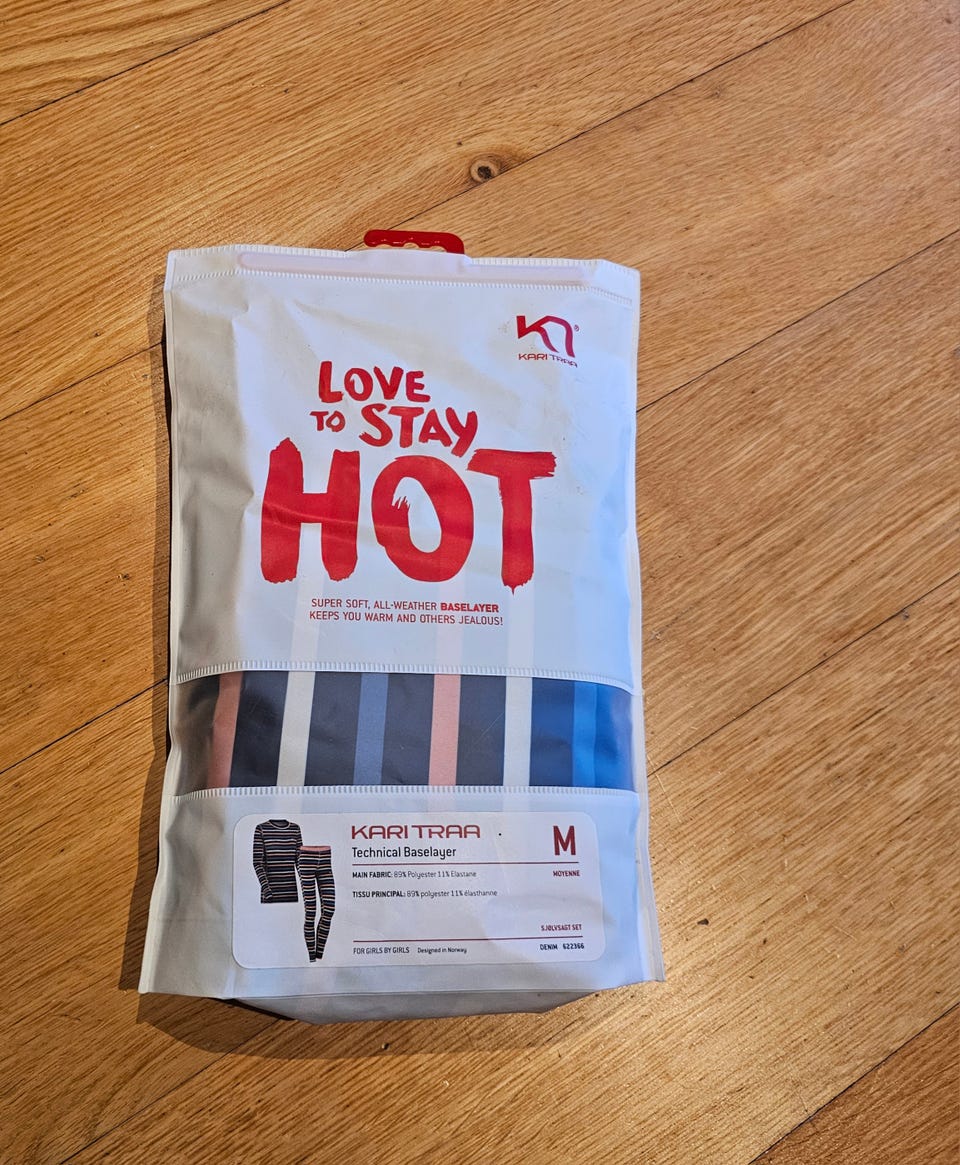 KARI TRAA
LOVE
TO STAY
HOT
SUPER SOFT, ALL-WEATHER BASELAYER
KEEPS YOU WARM AND OTHERS JEALOUS!
KARI TRAA
Technical Baselayer
M
MOYENNE
MAIN FABRIC: 89% Polyester 11% Elastane
TISSU PRINCIPAL: 89% polyester 11% élasthanne
SJØLVSAGT SET
FOR GIRLS BY GIRLS Designed in Norway
DENIM 622366